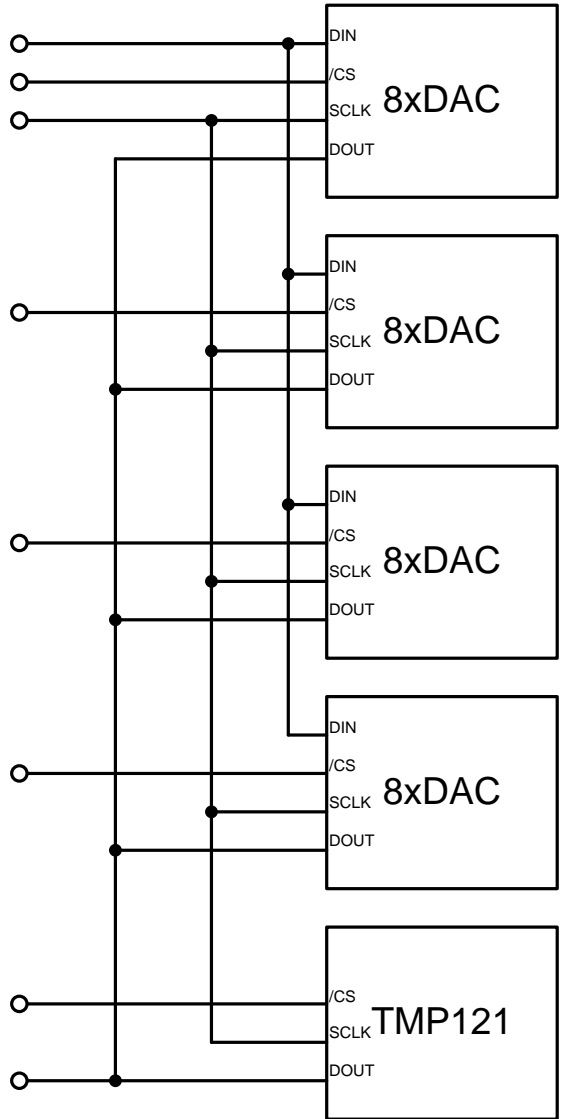 DIN
/CS
8xDAC
SCLK
DOUT
DIN
/CS
8xDAC
SCLK
DOUT
DIN
/CS
8xDAC
SCLK
DOUT
DIN
/CS
8xDAC
SCLK
DOUT
/CS
TMP121
SCLK
DOUT